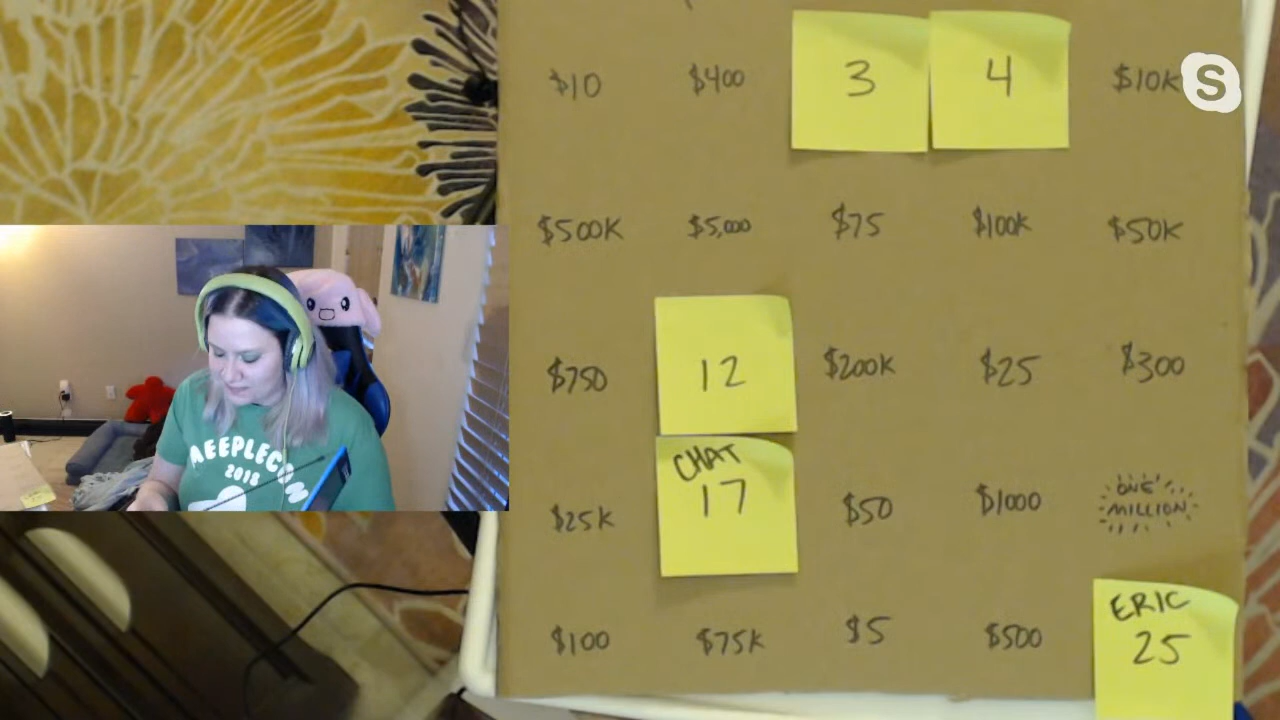 $10 $400 3 4 $10K
$500K $5,000 $75 $100K $50K
$750 12 $200K $25 $300
CHAT
$25K 17 $50 $1000 ONE
MILLION
ERIC
$100 $75K $5 $500 25
MEEPLECON
2018
S